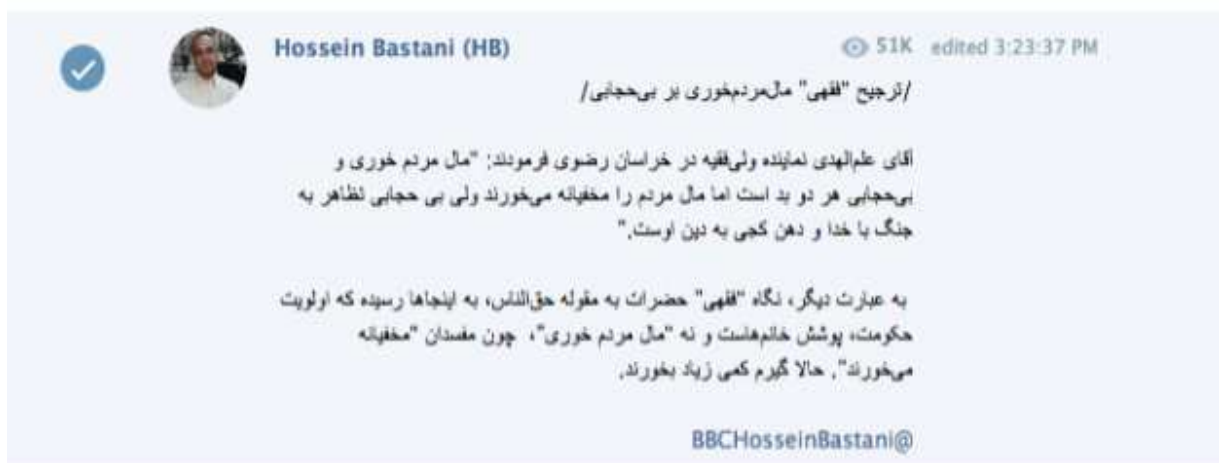 Hossein Bastani (HB)
51K edited 3:23:37 PM
/ترجیح "فقهی" مال‌مردم‌خوری بر بی‌حجابی/
آقای علم‌الهدی نماینده ولی‌فقیه در خراسان رضوی فرمودند: "مال مردم خوری و
بی‌حجابی هر دو بد است اما مال مردم را مخفیانه می‌خورند ولی بی حجابی تظاهر به
جنگ با خدا و دهن کجی به دین اوست."
به عبارت دیگر، نگاه "فقهی" حضرات به مقوله حق‌الناس، به اینجاها رسیده که اولویت
حکومت، پوشش خانم‌هاست و نه "مال مردم خوری"، چون مفسدان "مخفیانه
می‌خورند". حالا گیرم کمی زیاد بخورند.
@BBCHosseinBastani